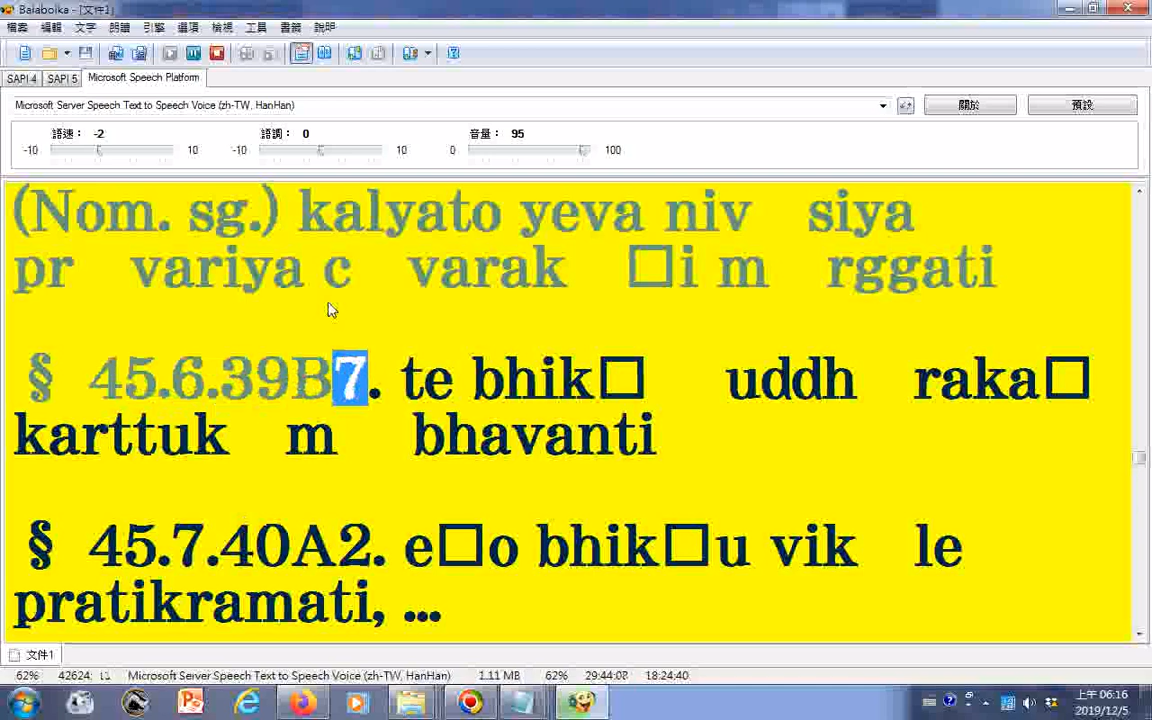 Balabolka - [文件1]
檔案 編輯 文字 朗讀 引擎 選項 檢視 工具 書籤 說明
SAPI 4 SAPI 5 Microsoft Speech Platform
Microsoft Server Speech Text to Speech Voice (zh-TW, HanHan) 關於 預設
語速： -2 語調： 0 音量： 95
-10 10 -10 10 0 100
(Nom. sg.) kalyato yeva niv siya
pr variya c varak □i m rggati
§ 45.6.39B7. te bhik□ uddh raka□
karttuk m bhavanti
§ 45.7.40A2. e□o bhik□u vik le
pratikramati, ...
文件1
62% 42624: 11 Microsoft Server Speech Text to Speech Voice (zh-TW, HanHan) 1.11 MB 62% 29:44:08 18:24:40
上午 06:16
2019/12/5